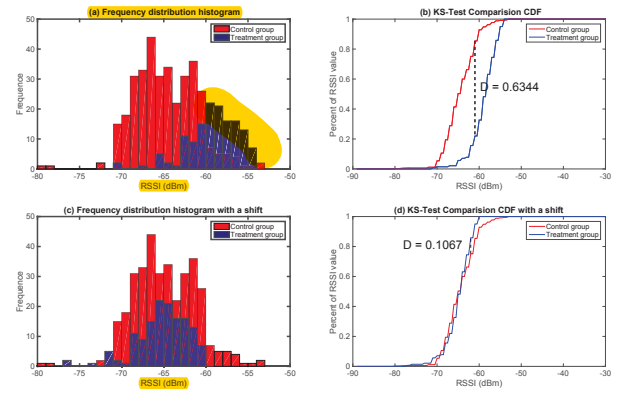 (a) Frequency distribution histogram
50
40
30
20
10
0
Frequence
Control group
Treatment group
-80 -75 -70 -65 -60 -55 -50
RSSI (dBm)
(b) KS-Test Comparision CDF
1
0.8
0.6
0.4
0.2
0
Percent of RSSI value
Control group
Treatment group
D = 0.6344
-90 -80 -70 -60 -50 -40 -30
RSSI (dBm)
(c) Frequency distribution histogram with a shift
50
40
30
20
10
0
Frequence
Control group
Treatment group
-80 -75 -70 -65 -60 -55 -50
RSSI (dBm)
(d) KS-Test Comparision CDF with a shift
1
0.8
0.6
0.4
0.2
0
Percent of RSSI value
Control group
Treatment group
D = 0.1067
-90 -80 -70 -60 -50 -40 -30
RSSI (dBm)